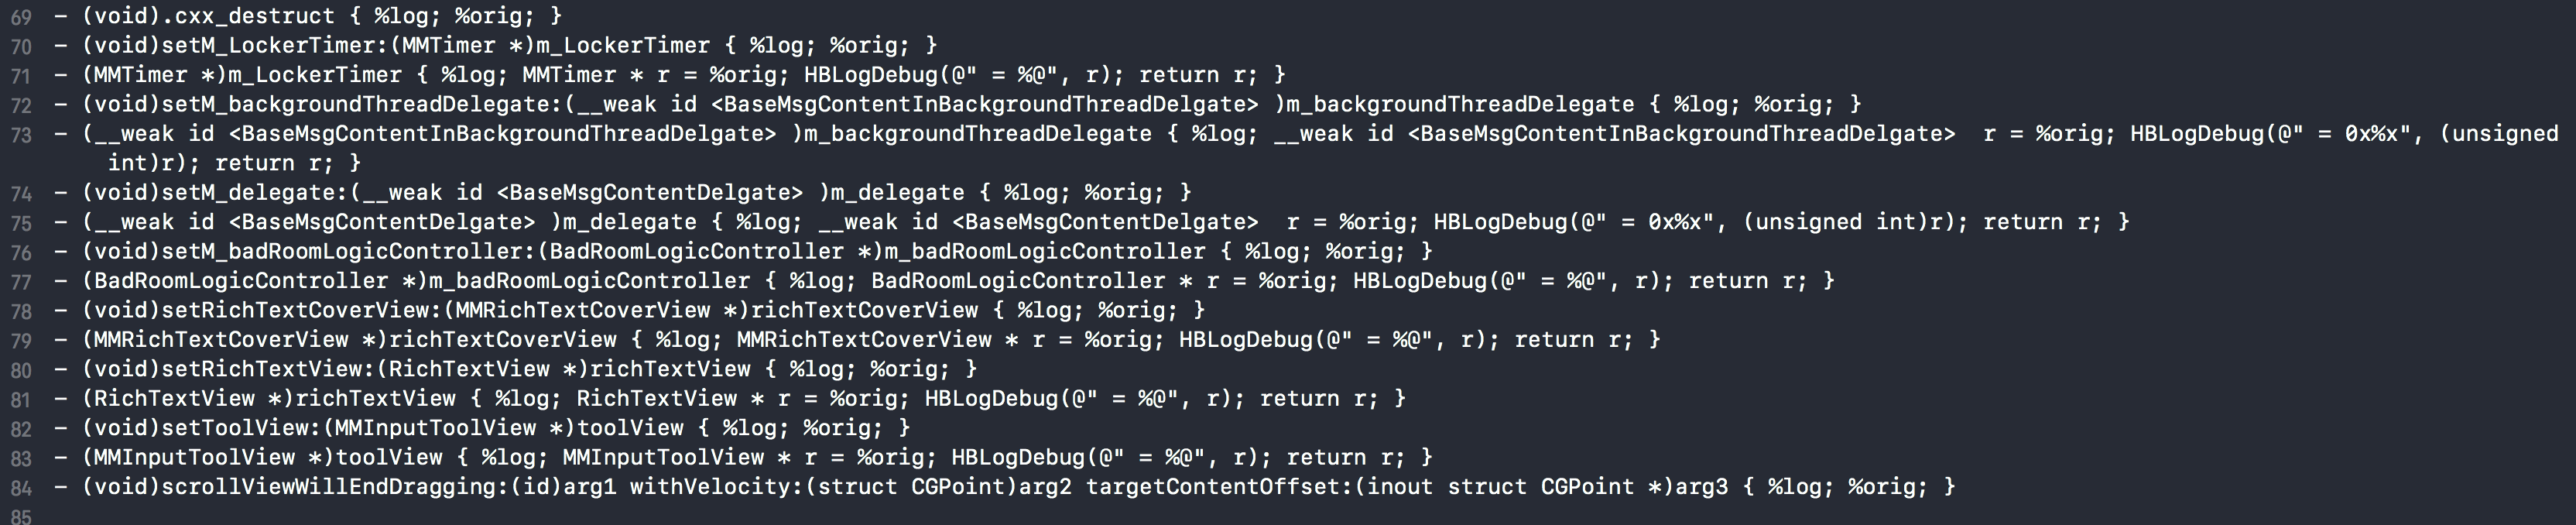 69 - (void).cxx_destruct { %log; %orig; }
70 - (void)setM_LockerTimer:(MMTimer *)m_LockerTimer { %log; %orig; }
71 - (MMTimer *)m_LockerTimer { %log; MMTimer * r = %orig; HBLogDebug(@" = %@", r); return r; }
72 - (void)setM_backgroundThreadDelegate:(__weak id <BaseMsgContentInBackgroundThreadDelgate> )m_backgroundThreadDelegate { %log; %orig; }
73 - (__weak id <BaseMsgContentInBackgroundThreadDelgate> )m_backgroundThreadDelegate { %log; __weak id <BaseMsgContentInBackgroundThreadDelgate>  r = %orig; HBLogDebug(@" = 0x%x", (unsigned
int)r); return r; }
74 - (void)setM_delegate:(__weak id <BaseMsgContentDelgate> )m_delegate { %log; %orig; }
75 - (__weak id <BaseMsgContentDelgate> )m_delegate { %log; __weak id <BaseMsgContentDelgate>  r = %orig; HBLogDebug(@" = 0x%x", (unsigned int)r); return r; }
76 - (void)setM_badRoomLogicController:(BadRoomLogicController *)m_badRoomLogicController { %log; %orig; }
77 - (BadRoomLogicController *)m_badRoomLogicController { %log; BadRoomLogicController * r = %orig; HBLogDebug(@" = %@", r); return r; }
78 - (void)setRichTextCoverView:(MMRichTextCoverView *)richTextCoverView { %log; %orig; }
79 - (MMRichTextCoverView *)richTextCoverView { %log; MMRichTextCoverView * r = %orig; HBLogDebug(@" = %@", r); return r; }
80 - (void)setRichTextView:(RichTextView *)richTextView { %log; %orig; }
81 - (RichTextView *)richTextView { %log; RichTextView * r = %orig; HBLogDebug(@" = %@", r); return r; }
82 - (void)setToolView:(MMInputToolView *)toolView { %log; %orig; }
83 - (MMInputToolView *)toolView { %log; MMInputToolView * r = %orig; HBLogDebug(@" = %@", r); return r; }
84 - (void)scrollViewWillEndDragging:(id)arg1 withVelocity:(struct CGPoint)arg2 targetContentOffset:(inout struct CGPoint *)arg3 { %log; %orig; }
85